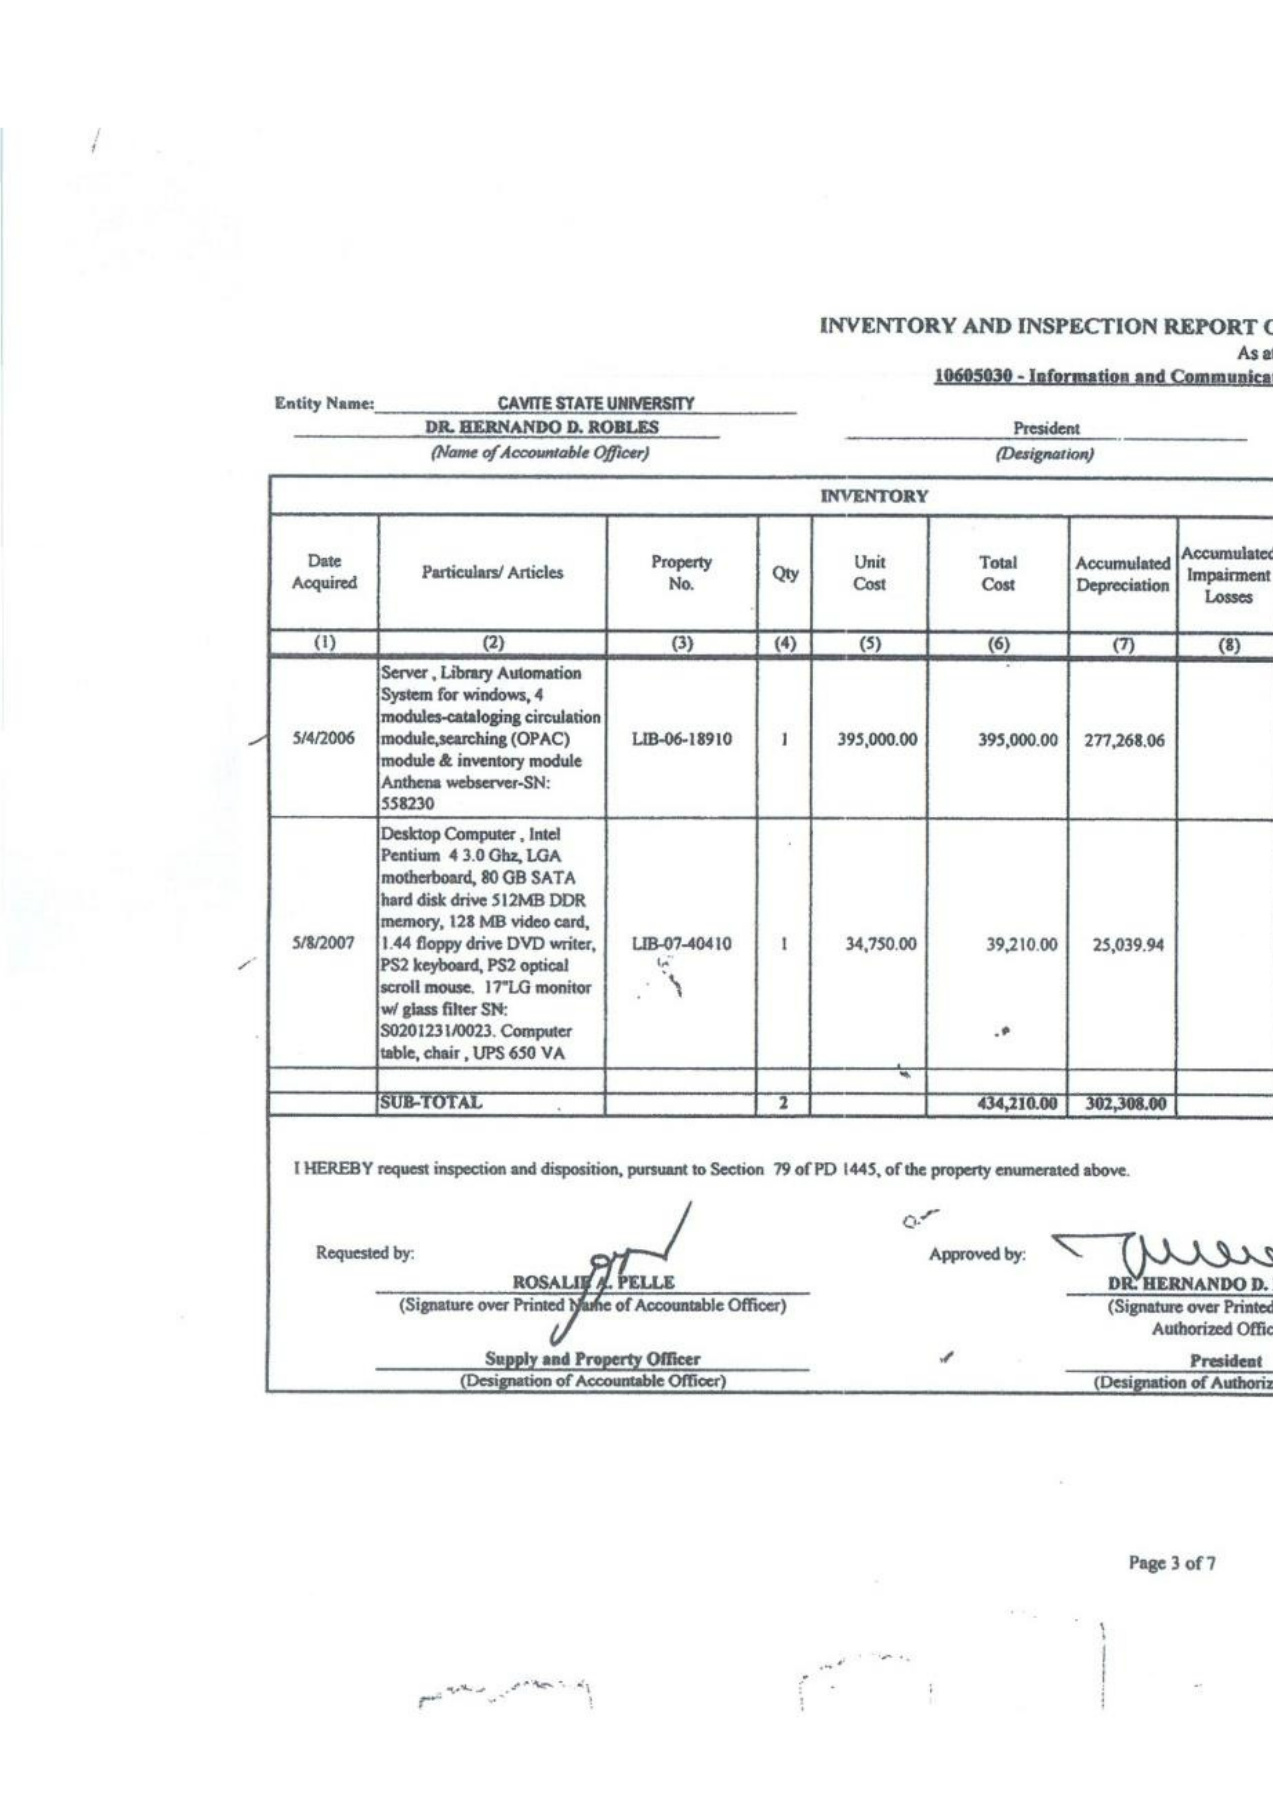 INVENTORY AND INSPECTION REPORT
As
10605030 - Information and
Entity Name: CAVITE STATE UNIVERSITY
DR. HERNANDO D. ROBLES President
(Name of Accountable Officer) (Designation)
INVENTORY
Date Acquired Particulars/ Articles Property No. Qty Unit Cost Total Cost Accumulated Depreciation Accumulated Impairment Losses
(1) (2) (3) (4) (5) (6) (7) (8)
Server , Library Automation
System for windows, 4
modules-cataloging circulation
5/4/2006 module,searching (OPAC) LIB-06-18910 1 395,000.00 395,000.00 277,268.06
module & inventory module
Anthena webserver-SN:
558230
Desktop Computer , Intel
Pentium 4 3.0 Ghz, LGA
motherboard, 80 GB SATA
hard disk drive 512MB DDR
memory, 128 MB video card,
5/8/2007 1.44 floppy drive DVD writer, LIB-07-40410 1 34,750.00 39,210.00 25,039.94
PS2 keyboard, PS2 optical
scroll mouse. 17"LG monitor
w/ glass filter SN:
S0201231/0023. Computer
table, chair , UPS 650 VA
SUB-TOTAL 2 434,210.00 302,308.00
I HEREBY request inspection and disposition, pursuant to Section 79 of PD 1445, of the property enumerated above.
Requested by: Approved by:
ROSALIE A. PELLE DR. HERNANDO D.
(Signature over Printed Name of Accountable Officer) (Signature over Printed
Authorized
Supply and Property Officer President
(Designation of Accountable Officer) (Designation of
Page 3 of 7